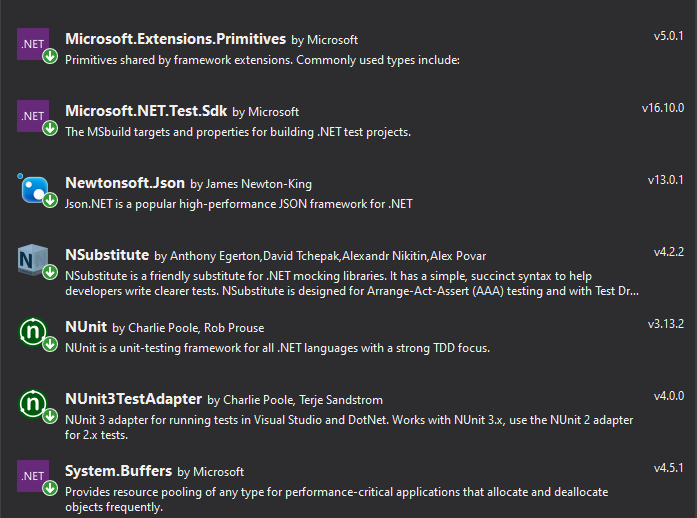 .NET
Microsoft.Extensions.Primitives by Microsoft v5.0.1
Primitives shared by framework extensions. Commonly used types include:
.NET
Microsoft.NET.Test.Sdk by Microsoft v16.10.0
The MSbuild targets and properties for building .NET test projects.
Newtonsoft.Json by James Newton-King v13.0.1
Json.NET is a popular high-performance JSON framework for .NET
N
NSubstitute by Anthony Egerton,David Tchepak,Alexandr Nikitin,Alex Povar v4.2.2
NSubstitute is a friendly substitute for .NET mocking libraries. It has a simple, succinct syntax to help
developers write clearer tests. NSubstitute is designed for Arrange-Act-Assert (AAA) testing and with Test Dr...
n
NUnit by Charlie Poole, Rob Prouse v3.13.2
NUnit is a unit-testing framework for all .NET languages with a strong TDD focus.
n
NUnit3TestAdapter by Charlie Poole, Terje Sandstrom v4.0.0
NUnit 3 adapter for running tests in Visual Studio and DotNet. Works with NUnit 3.x, use the NUnit 2 adapter
for 2.x tests.
.NET
System.Buffers by Microsoft v4.5.1
Provides resource pooling of any type for performance-critical applications that allocate and deallocate
objects frequently.